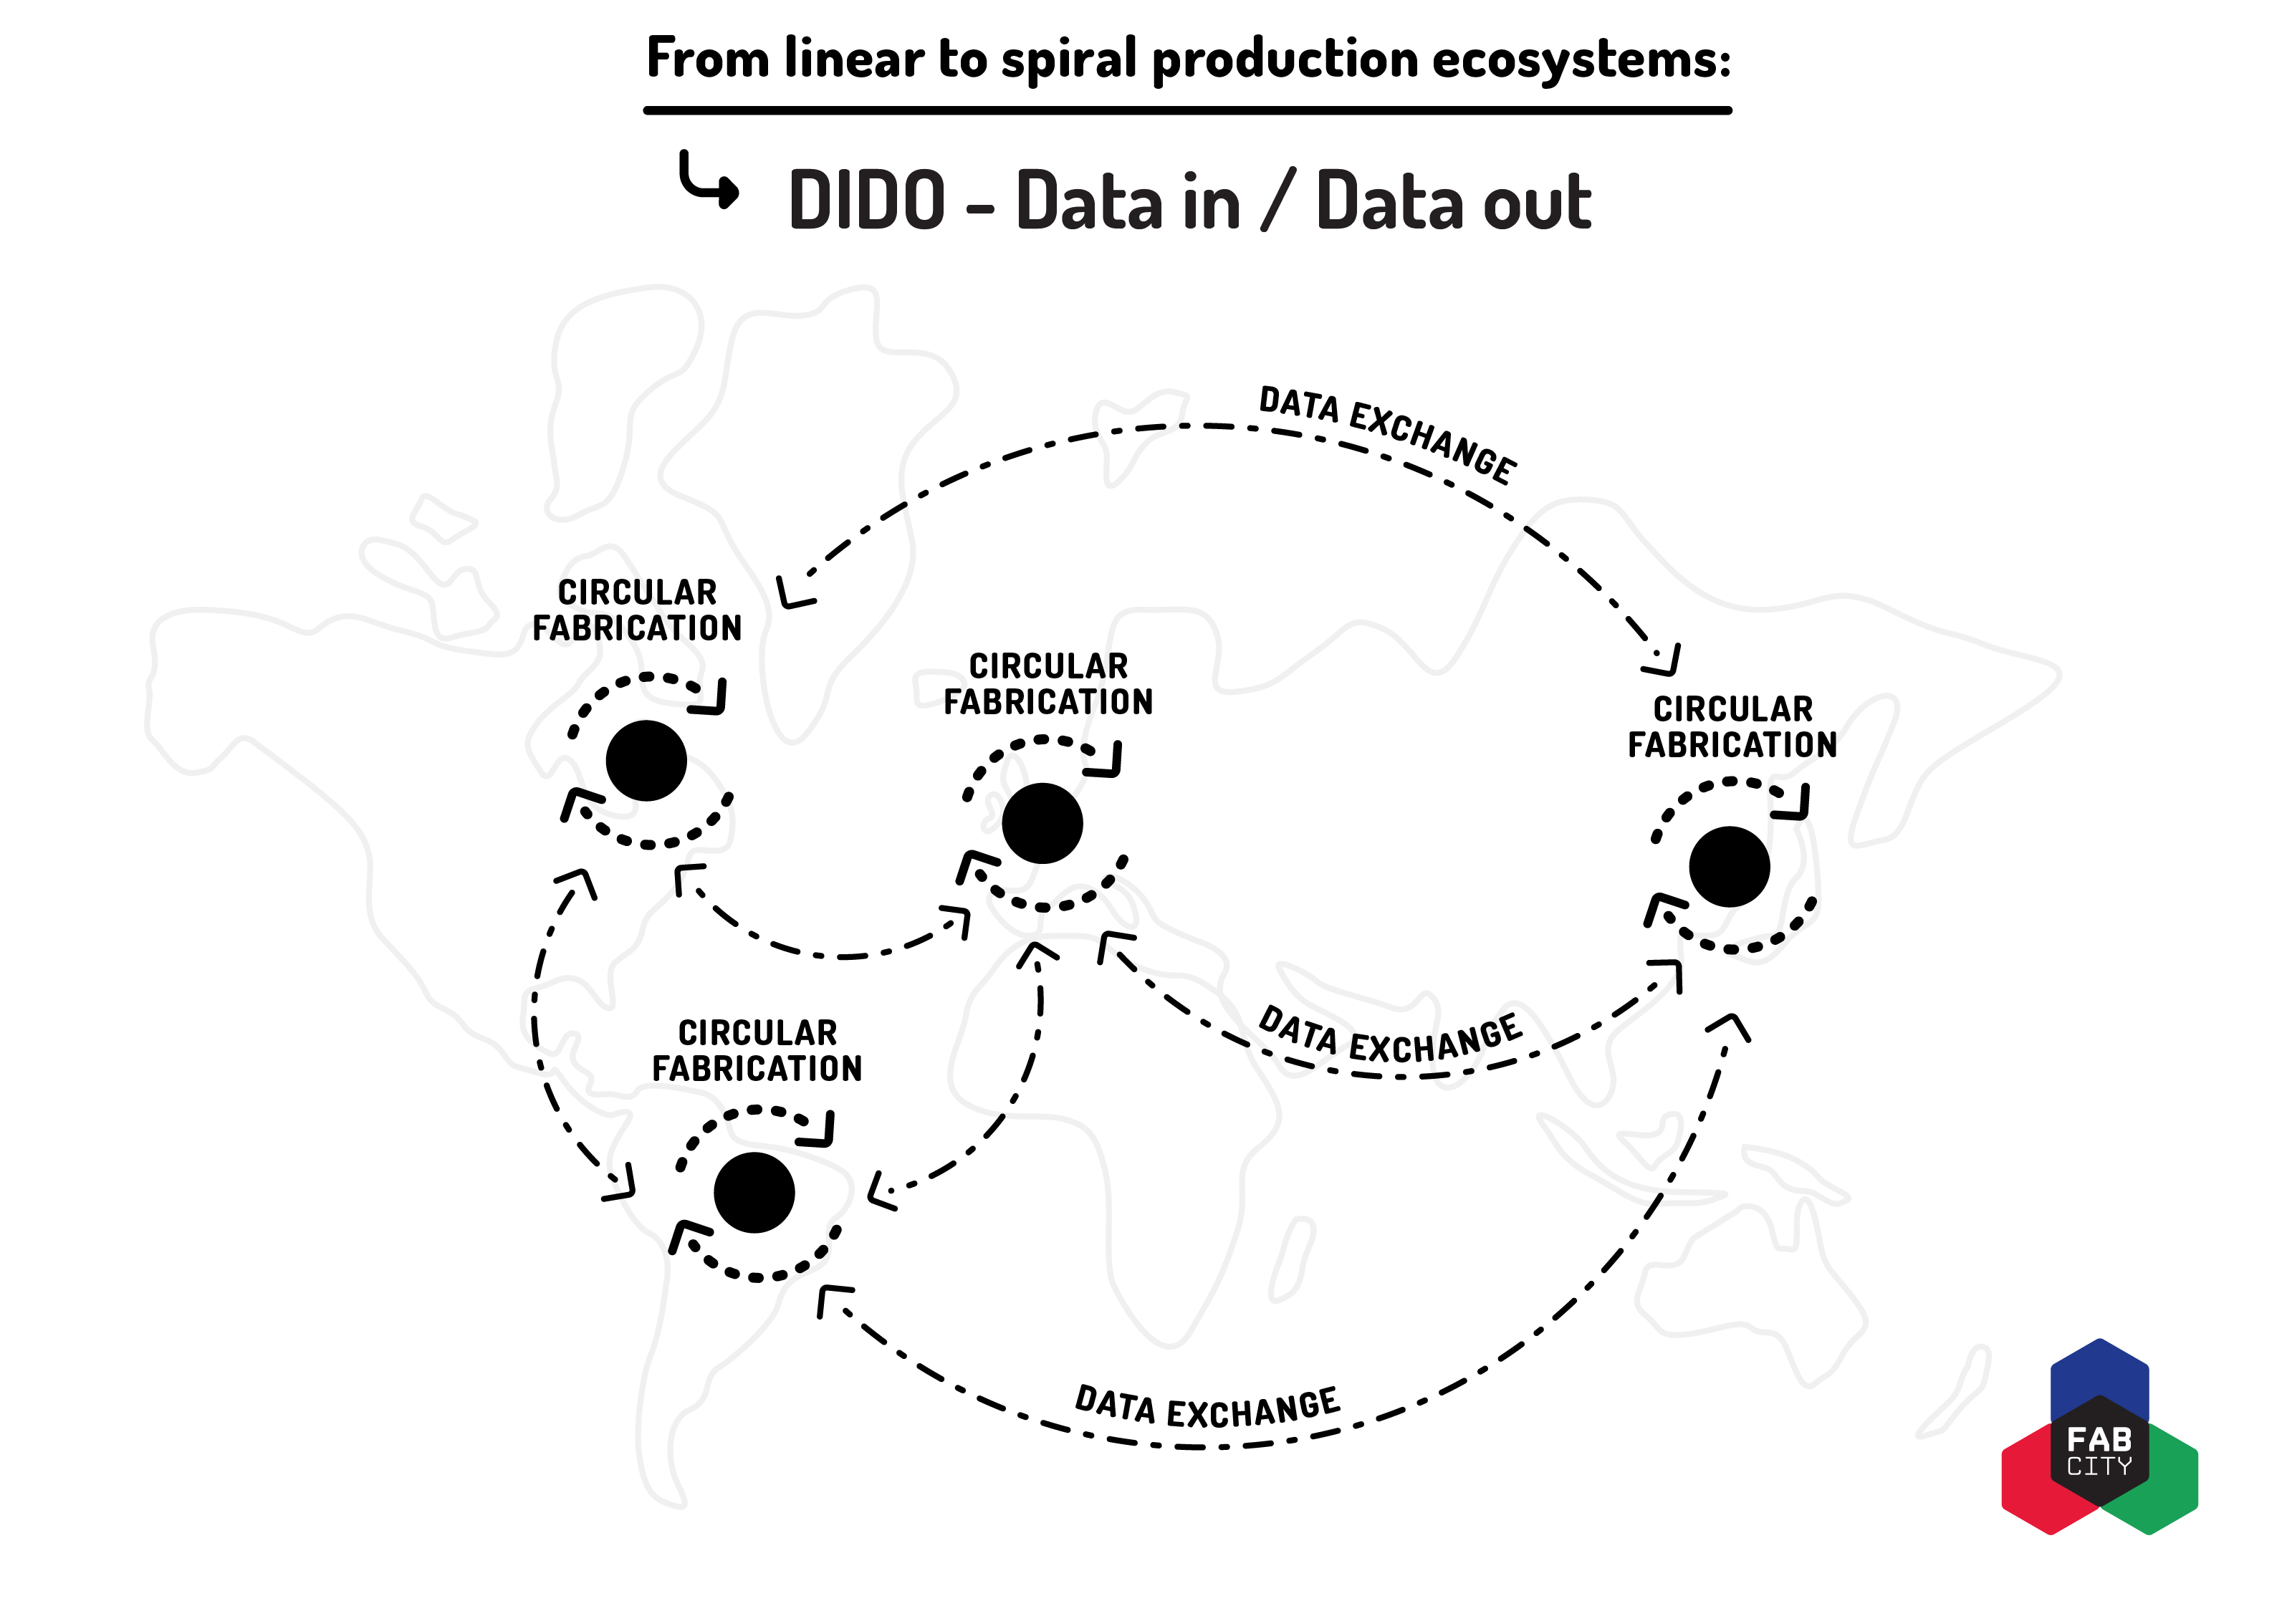 From linear to spiral production ecosystems:
DIDO - Data in / Data out
DATA EXCHANGE
CIRCULAR
FABRICATION
CIRCULAR
FABRICATION
CIRCULAR
FABRICATION
DATA EXCHANGE
CIRCULAR
FABRICATION
DATA EXCHANGE
FAB
CITY